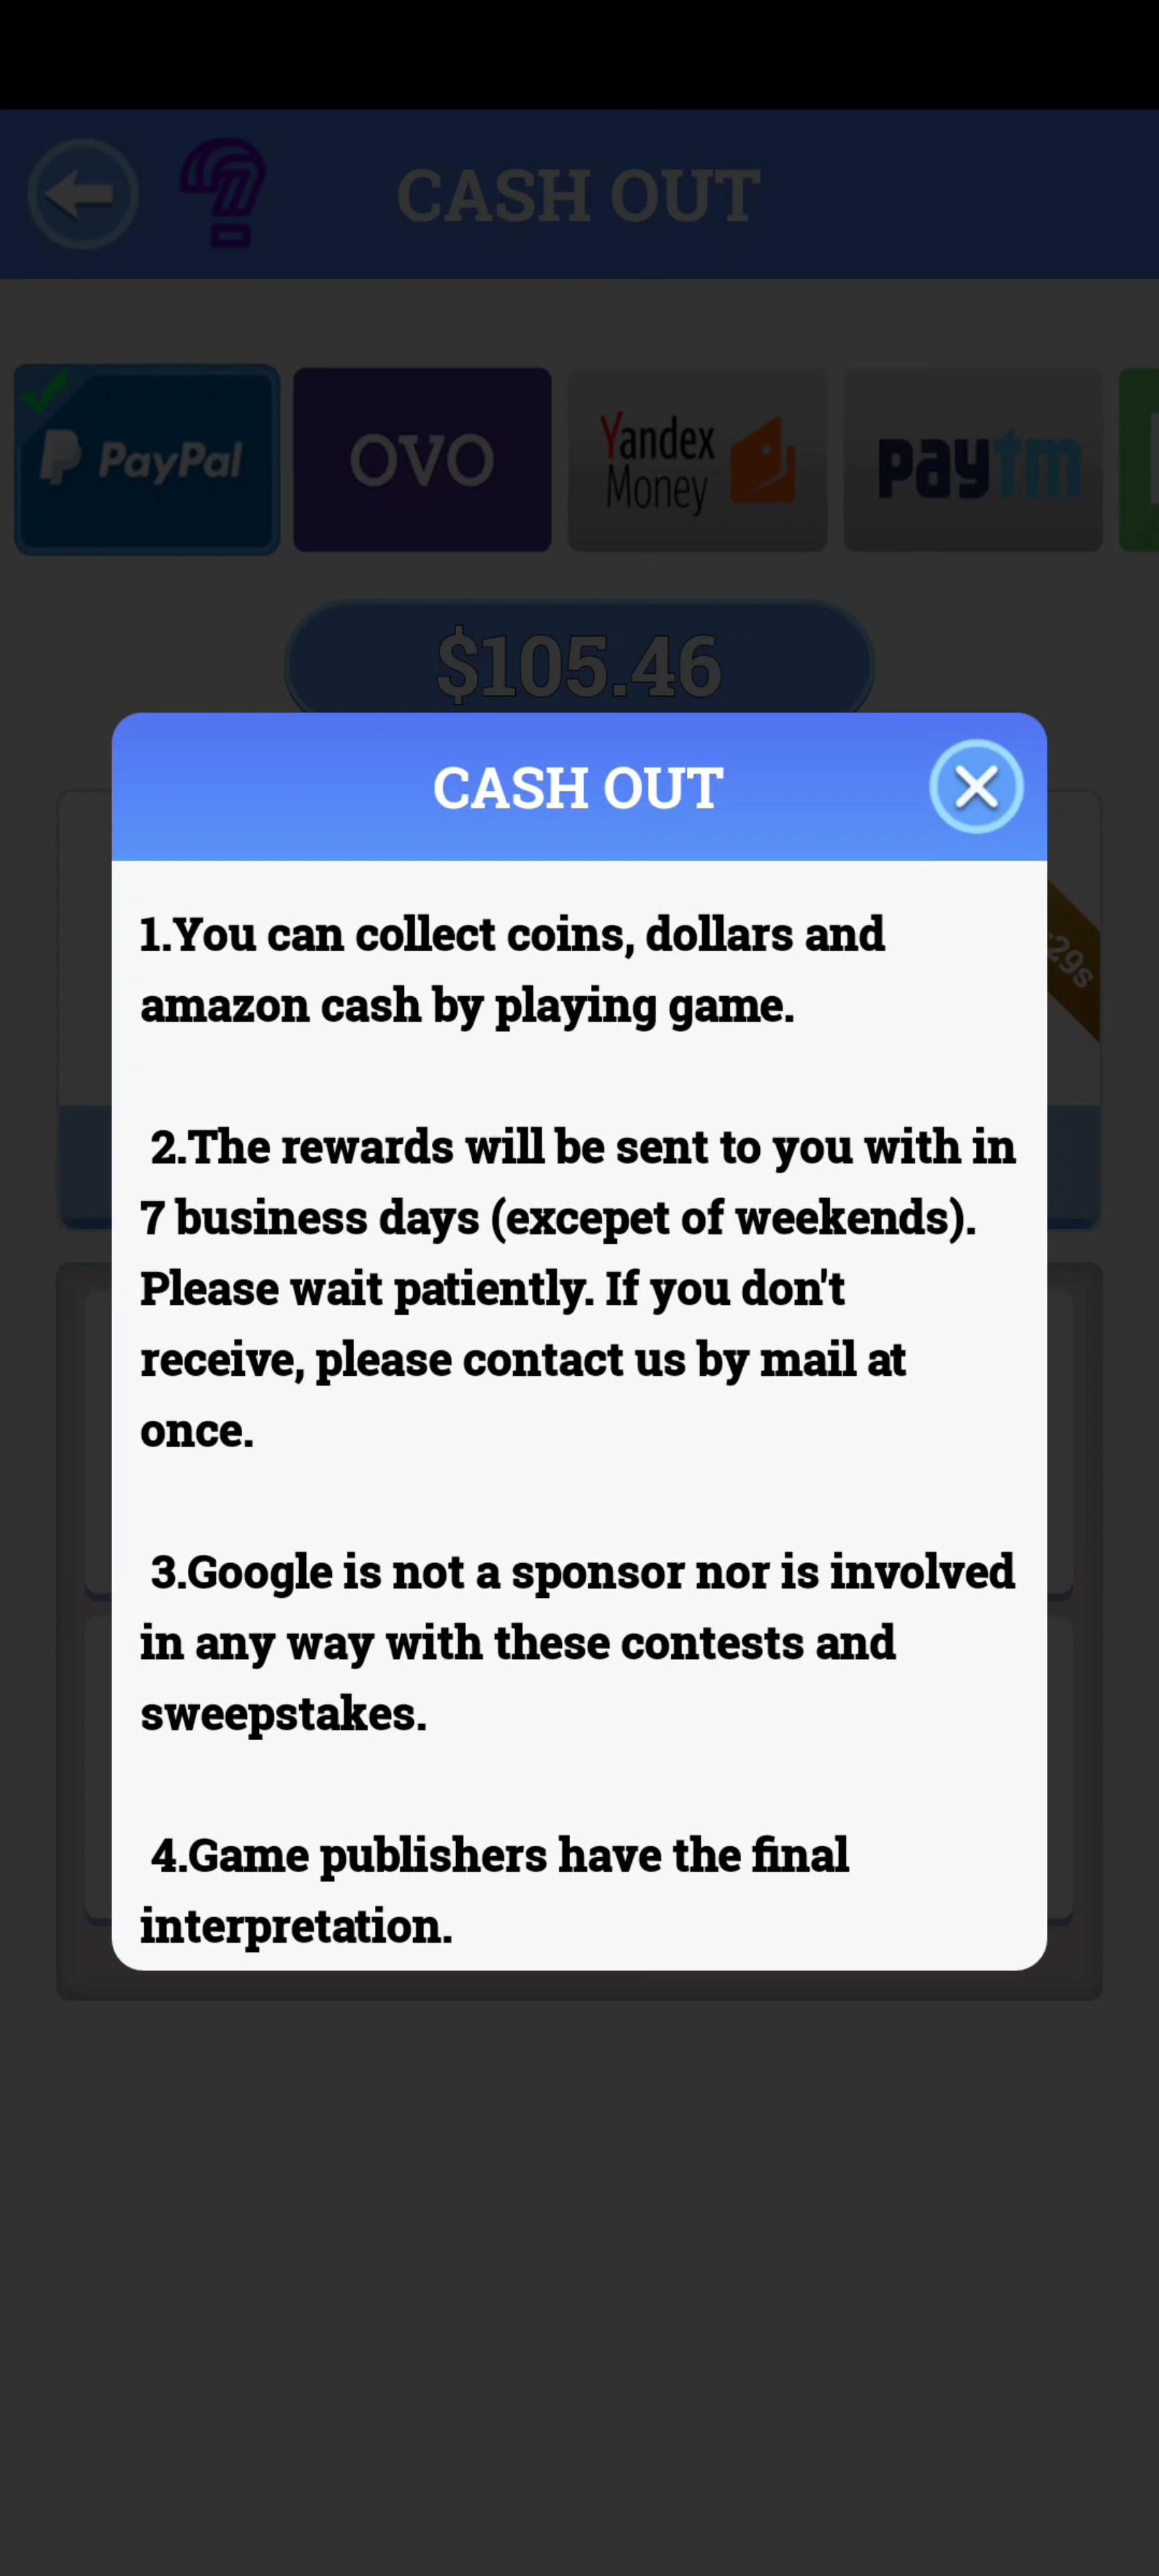 CASH OUT
PayPal
OVO
Yandex
Money
paytm
$105.46
CASH OUT
29s
1.You can collect coins, dollars and
amazon cash by playing game.
2.The rewards will be sent to you with in
7 business days (excepet of weekends).
Please wait patiently. If you don't
receive, please contact us by mail at
once.
3.Google is not a sponsor nor is involved
in any way with these contests and
sweepstakes.
4.Game publishers have the final
interpretation.